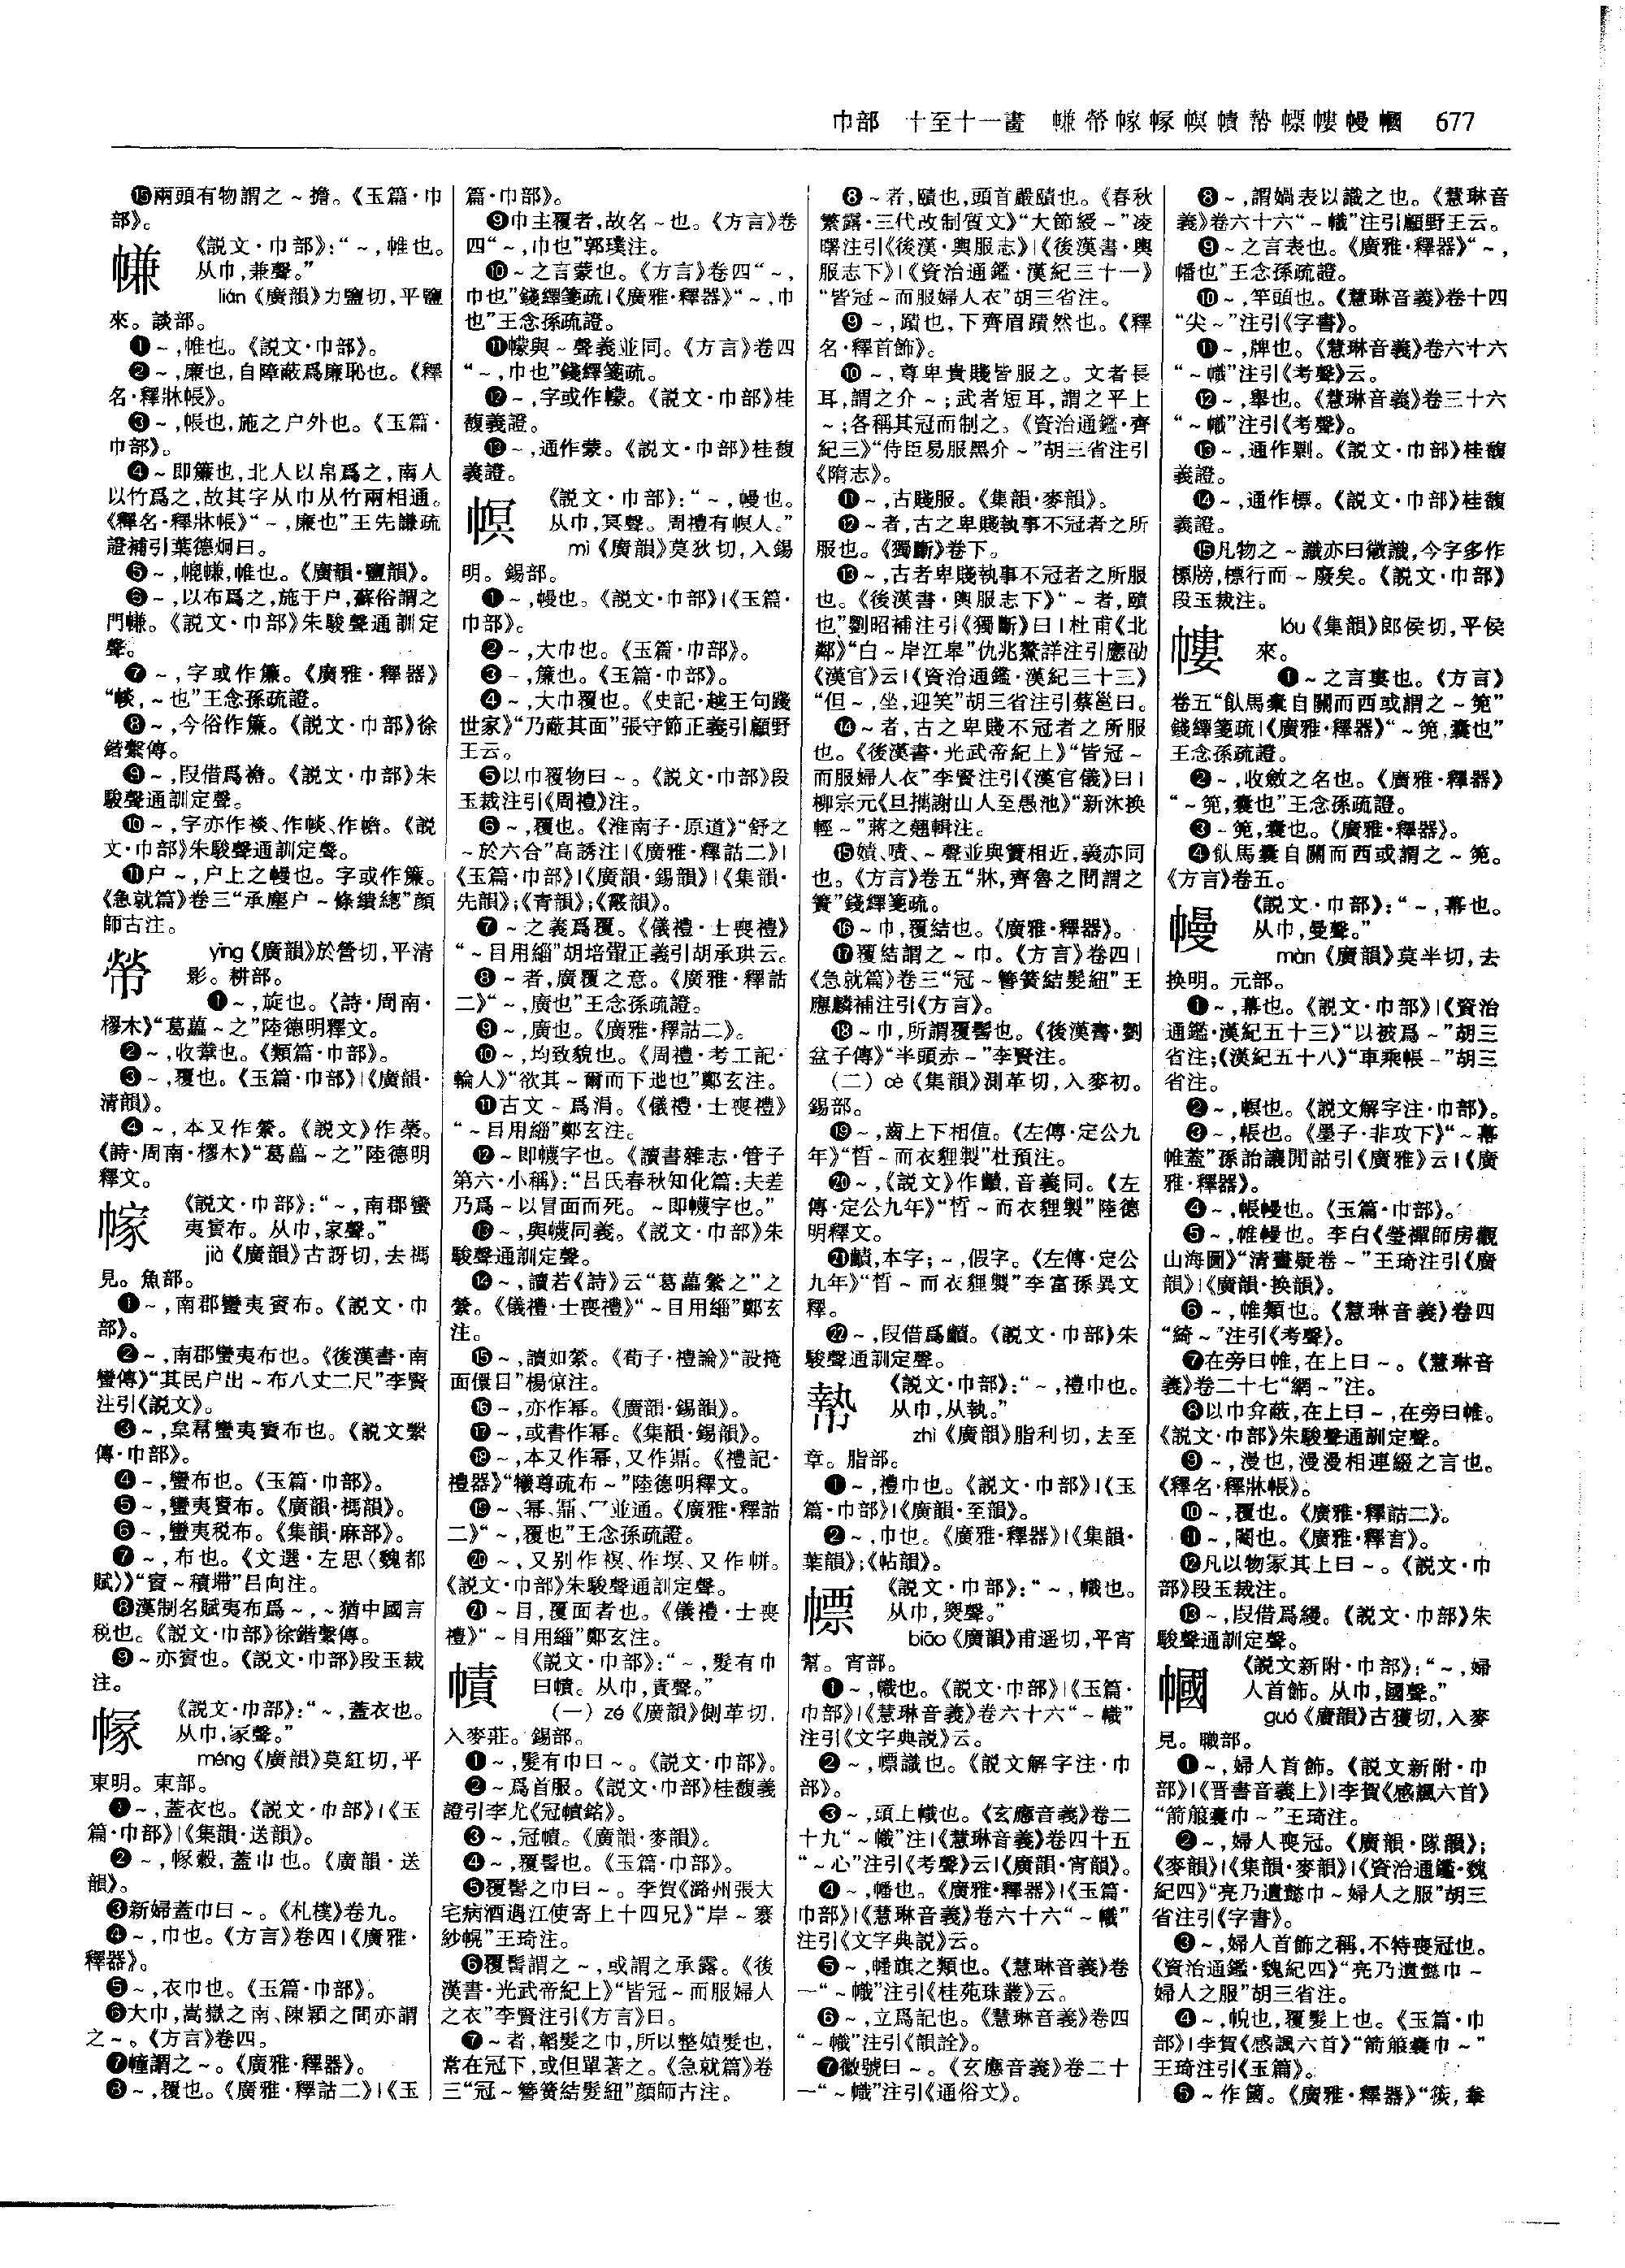 巾部　十至十一畫　㡘帮幏幪幎幘㡇幖㡞幔幗　677
⓯兩頭有物謂之～擔。《玉篇·巾
部》。
㡘
《説文·巾部》：“～，帷也。
从巾，兼聲。”
lián《廣韻》力鹽切，平鹽
來。談部。
❶～，帷也。《説文·巾部》。
❷～，廉也，自障蔽爲廉恥也。《釋
名·釋牀帳》。
❸～，帳也，施之户外也。《玉篇·
巾部》。
❹～即簾也，北人以帛爲之，南人
以竹爲之，故其字从巾从竹兩相通。
《釋名·釋牀帳》“～，廉也”王先謙疏
證補引葉德炯曰。
❺～，㡙㡘，帷也。《廣韻·鹽韻》。
❻～，以布爲之，施于户，蘇俗謂之
門㡘。《説文·巾部》朱駿聲通訓定
聲。
❼～，字或作簾。《廣雅·釋器》
“㡢，～也”王念孫疏證。
❽～，今俗作簾。《説文·巾部》徐
鍇繫傳。
❾～，叚借爲襜。《説文·巾部》朱
駿聲通訓定聲。
❿～，字亦作裧、作㡢、作幨。《説
文·巾部》朱駿聲通訓定聲。
⓫户～，户上之幔也。字或作簾。
《急就篇》卷三“承塵户～絛繢總”顔
師古注。
yīng《廣韻》於營切，平清
影。耕部。
❶～，旋也。《詩·周南·
樛木》“葛藟～之”陸德明釋文。
❷～，收韏也。《類篇·巾部》。
❸～，覆也。《玉篇·巾部》|《廣韻·
清韻》。
❹～，本又作縈。《説文》作藥。
《詩·周南·樛木》“葛藟～之”陸德明
釋文。
幏
《説文·巾部》：“～，南郡蠻
夷賨布。从巾，家聲。”
jià《廣韻》古訝切，去禡
見。魚部。
❶～，南郡蠻夷賨布。《説文·巾
部》。
❷～，南郡蠻夷布也。《後漢書·南
蠻傳》“其民户出～布八丈二尺”李賢
注引《説文》。
❸～，枲幏蠻夷賨布也。《説文繫
傳·巾部》。
❹～，蠻布也。《玉篇·巾部》。
❺～，蠻夷賨布。《廣韻·禡韻》。
❻～，蠻夷税布。《集韻·麻部》。
❼～，布也。《文選·左思〈魏都
賦〉》“賨～積墆”吕向注。
❽漢制名賦夷布爲～，～猶中國言
税也。《説文·巾部》徐鍇繫傳。
❾～亦賨也。《説文·巾部》段玉裁
注。
《説文·巾部》：“～，蓋衣也。
从巾，冡聲。”
méng《廣韻》莫紅切，平
東明。東部。
❶～，蓋衣也。《説文·巾部》|《玉
篇·巾部》|《集韻·送韻》。
❷～，幏縠，蓋巾也。《廣韻·送
韻》。
❸新婦蓋巾曰～。《札樸》卷九。
❹～，巾也。《方言》卷四|《廣雅·
釋器》。
❺～，衣巾也。《玉篇·巾部》。
❻大巾，嵩嶽之南、陳穎之間亦謂
之～。《方言》卷四。
❼幢謂之～。《廣雅·釋器》。
❽～，覆也。《廣雅·釋詁二》|《玉
篇·巾部》。
❾巾主覆者，故名～也。《方言》卷
四“～，巾也”郭璞注。
❿～之言蒙也。《方言》卷四“～，
巾也”錢繹箋疏|《廣雅·釋器》“～，巾
也”王念孫疏證。
⓫幪與～聲義並同。《方言》卷四
“～，巾也”錢繹箋疏。
⓬～，字或作幪。《説文·巾部》桂
馥義證。
⓭～，通作蒙。《説文·巾部》桂馥
義證。
幎
《説文·巾部》：“～，幔也。
从巾，冥聲。周禮有幎人。”
mì《廣韻》莫狄切，入錫
明。錫部。
❶～，幔也。《説文·巾部》|《玉篇·
巾部》。
❷～，大巾也。《玉篇·巾部》。
❸～，簾也。《玉篇·巾部》。
❹～，大巾覆也。《史記·越王句踐
世家》“乃蔽其面”張守節正義引顧野
王云。
❺以巾覆物曰～。《説文·巾部》段
玉裁注引《周禮》注。
❻～，覆也。《淮南子·原道》“舒之
～於六合”高誘注|《廣雅·釋詁二》|
《玉篇·巾部》|《廣韻·錫韻》|《集韻·
先韻》；《青韻》；《霰韻》。
❼～之義爲覆。《儀禮·士喪禮》
“～目用緇”胡培翬正義引胡承珙云。
❽～者，廣覆之意。《廣雅·釋詁
二》“～，廣也”王念孫疏證。
❾～，廣也。《廣雅·釋詁二》。
❿～，均致貌也。《周禮·考工記·
輪人》“欲其～爾而下迆也”鄭玄注。
⓫古文～爲涓。《儀禮·士喪禮》
“～目用緇”鄭玄注。
⓬～即幭字也。《讀書雜志·管子
第六·小稱》：“吕氏春秋知化篇：夫差
乃爲～以冒面而死。～即幭字也。”
⓭～，與幭同義。《説文·巾部》朱
駿聲通訓定聲。
⓮～，讀若《詩》云“葛藟縈之”之
縈。《儀禮·士喪禮》“～目用緇”鄭玄
注。
⓯～，讀如縈。《荀子·禮論》“設掩
面儇目”楊倞注。
⓰～，亦作幂。《廣韻·錫韻》。
⓱～，或書作幂。《集韻·錫韻》。
⓲～，本又作幂，又作鼏。《禮記·
禮器》“犧尊疏布～”陸德明釋文。
⓳～、幂、鼏、冖並通。《廣雅·釋詁
二》“～，覆也”王念孫疏證。
⓴～，又别作䙩、作塓、又作帡。
《説文·巾部》朱駿聲通訓定聲。
㉑～目，覆面者也。《儀禮·士喪
禮》“～目用緇”鄭玄注。
幘
《説文·巾部》：“～，髮有巾
曰幘。从巾，責聲。”
（一）zé《廣韻》側革切，
入麥莊。錫部。
❶～，髮有巾曰～。《説文·巾部》。
❷～爲首服。《説文·巾部》桂馥義
證引李尤《冠幘銘》。
❸～，冠幘。《廣韻·麥韻》。
❹～，覆髻也。《玉篇·巾部》。
❺覆髻之巾曰～。李賀《潞州張大
宅病酒遇江使寄上十四兄》“岸～褰
紗幌”王琦注。
❻覆髻謂之～，或謂之承露。《後
漢書·光武帝紀上》“皆冠～而服婦人
之衣”李賢注引《方言》曰。
❼～者，韜髮之巾，所以整嫧髮也，
常在冠下，或但單著之。《急就篇》卷
三“冠～簪簧結髮紐”顔師古注。
❽～者，賾也，頭首嚴賾也。《春秋
繁露·三代改制質文》“大節綬～”凌
曙注引《後漢·輿服志》|《後漢書·輿
服志下》|《資治通鑑·漢紀三十一》
“皆冠～而服婦人衣”胡三省注。
❾～，蹟也，下齊眉蹟然也。《釋
名·釋首飾》。
❿～，尊卑貴賤皆服之。文者長
耳，謂之介～；武者短耳，謂之平上
～；各稱其冠而制之。《資治通鑑·齊
紀三》“侍臣易服黑介～”胡三省注引
《隋志》。
⓫～，古賤服。《集韻·麥韻》。
⓬～者，古之卑賤執事不冠者之所
服也。《獨斷》卷下。
⓭～，古者卑賤執事不冠者之所服
也。《後漢書·輿服志下》“～者，賾
也”劉昭補注引《獨斷》曰|杜甫《北
鄰》“白～岸江皋”仇兆鰲詳注引應劭
《漢官》云|《資治通鑑·漢紀三十三》
“但～，坐，迎笑”胡三省注引蔡邕曰。
⓮～者，古之卑賤不冠者之所服
也。《後漢書·光武帝紀上》“皆冠～
而服婦人衣”李賢注引《漢官儀》曰|
柳宗元《旦攜謝山人至愚池》“新沐换
輕～”蔣之翹輯注。
⓯嫧、嘖、～聲並與簀相近，義亦同
也。《方言》卷五“牀，齊魯之間謂之
簀”錢繹箋疏。
⓰～巾，覆結也。《廣雅·釋器》。
⓱覆結謂之～巾。《方言》卷四|
《急就篇》卷三“冠～簪簧結髮紐”王
應麟補注引《方言》。
⓲～巾，所謂覆髻也。《後漢書·劉
盆子傳》“半頭赤～”李賢注。
（二）cè《集韻》測革切，入麥初。
錫部。
⓳～，齒上下相值。《左傳·定公九
年》“晳～而衣貍製”杜預注。
⓴～，《説文》作䶦，音義同。《左
傳·定公九年》“晳～而衣貍製”陸德
明釋文。
㉑䶦，本字；～，假字。《左傳·定公
九年》“晳～而衣貍製”李富孫異文
釋。
㉒～，叚借爲䶦。《説文·巾部》朱
駿聲通訓定聲。
《説文·巾部》：“～，禮巾也。
从巾，从執。”
zhì《廣韻》脂利切，去至
章。脂部。
❶～，禮巾也。《説文·巾部》|《玉
篇·巾部》|《廣韻·至韻》。
❷～，巾也。《廣雅·釋器》|《集韻·
葉韻》；《帖韻》。
幖
《説文·巾部》：“～，幟也。
从巾，㶾聲。”
biāo《廣韻》甫遥切，平宵
幫。宵部。
❶～，幟也。《説文·巾部》|《玉篇·
巾部》|《慧琳音義》卷六十六“～幟”
注引《文字典説》云。
❷～，標識也。《説文解字注·巾
部》。
❸～，頭上幟也。《玄應音義》卷二
十九“～幟”注|《慧琳音義》卷四十五
“～心”注引《考聲》云|《廣韻·宵韻》。
❹～，幡也。《廣雅·釋器》|《玉篇·
巾部》|《慧琳音義》卷六十六“～幟”
注引《文字典説》云。
❺～，幡旗之類也。《慧琳音義》卷
一“～幟”注引《桂苑珠叢》云。
❻～，立爲記也。《慧琳音義》卷四
“～幟”注引《韻詮》。
❼徽號曰～。《玄應音義》卷二十
一“～幟”注引《通俗文》。
❽～，謂媧表以識之也。《慧琳音
義》卷六十六“～幟”注引顧野王云。
❾～之言表也。《廣雅·釋器》“～，
幡也”王念孫疏證。
❿～，竿頭也。《慧琳音義》卷十四
“尖～”注引《字書》。
⓫～，牌也。《慧琳音義》卷六十六
“～幟”注引《考聲》云。
⓬～，舉也。《慧琳音義》卷三十六
“～幟”注引《考聲》。
⓭～，通作剽。《説文·巾部》桂馥
義證。
⓮～，通作標。《説文·巾部》桂馥
義證。
⓯凡物之～識亦曰徽識，今字多作
標牓，標行而～廢矣。《説文·巾部》
段玉裁注。
㡞
lóu《集韻》郎侯切，平侯
來。
❶～之言婁也。《方言》
卷五“飤馬橐自關而西或謂之～篼”
錢繹箋疏|《廣雅·釋器》“～篼，囊也”
王念孫疏證。
❷～，收斂之名也。《廣雅·釋器》
“～篼，囊也”王念孫疏證。
❸～篼，囊也。《廣雅·釋器》。
❹飤馬橐自關而西或謂之～篼。
《方言》卷五。
幔
《説文·巾部》：“～，幕也。
从巾，曼聲。”
màn《廣韻》莫半切，去
换明。元部。
❶～，幕也。《説文·巾部》|《資治
通鑑·漢紀五十三》“以被爲～”胡三
省注；《漢紀五十八》“車乘帳～”胡三
省注。
❷～，幎也。《説文解字注·巾部》。
❸～，帳也。《墨子·非攻下》“～幕
帷蓋”孫詒讓閒詁引《廣雅》云|《廣
雅·釋器》。
❹～，帳幔也。《玉篇·巾部》。
❺～，帷幔也。李白《瑩禪師房觀
山海圖》“清晝疑卷～”王琦注引《廣
韻》|《廣韻·换韻》。
❻～，帷類也。《慧琳音義》卷四
“綺～”注引《考聲》。
❼在旁曰帷，在上曰～。《慧琳音
義》卷二十七“網～”注。
❽以巾弇蔽，在上曰～，在旁曰帷。
《説文·巾部》朱駿聲通訓定聲。
❾～，漫也，漫漫相連綴之言也。
《釋名·釋牀帳》。
❿～，覆也。《廣雅·釋詁二》。
⓫～，闇也。《廣雅·釋言》。
⓬凡以物冡其上曰～。《説文·巾
部》段玉裁注。
⓭～，叚借爲縵。《説文·巾部》朱
駿聲通訓定聲。
幗
《説文新附·巾部》：“～，婦
人首飾。从巾，國聲。”
guó《廣韻》古獲切，入麥
見。職部。
❶～，婦人首飾。《説文新附·巾
部》|《晋書音義上》|李賀《感諷六首》
“箭箙囊巾～”王琦注。
❷～，婦人喪冠。《廣韻·隊韻》；
《麥韻》|《集韻·麥韻》|《資治通鑑·魏
紀四》“亮乃遺懿巾～婦人之服”胡三
省注引《字書》。
❸～，婦人首飾之稱，不特喪冠也。
《資治通鑑·魏紀四》“亮乃遺懿巾～
婦人之服”胡三省注。
❹～，帨也，覆髮上也。《玉篇·巾
部》|李賀《感諷六首》“箭箙囊巾～”
王琦注引《玉篇》。
❺～作簂。《廣雅·釋器》“䈉，𢍏